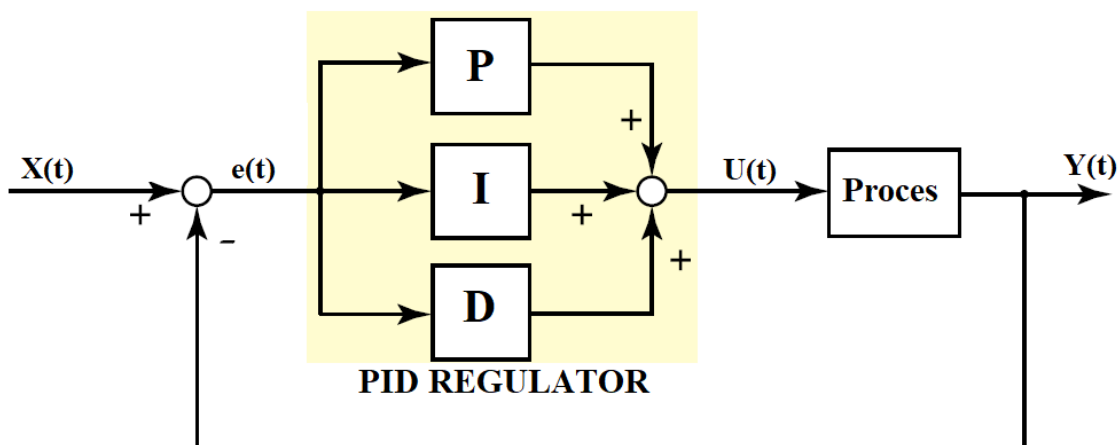 P
+
X(t)
e(t)
I
U(t)
Proces
Y(t)
+
-
+
+
D
PID REGULATOR